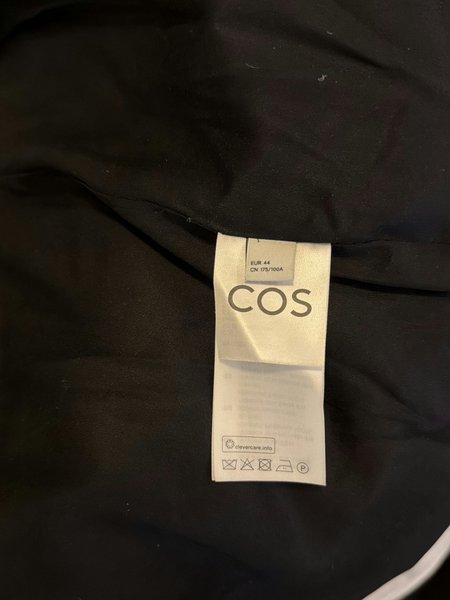 EUR 44
CN 175/100A
COS
clevercare.info
P